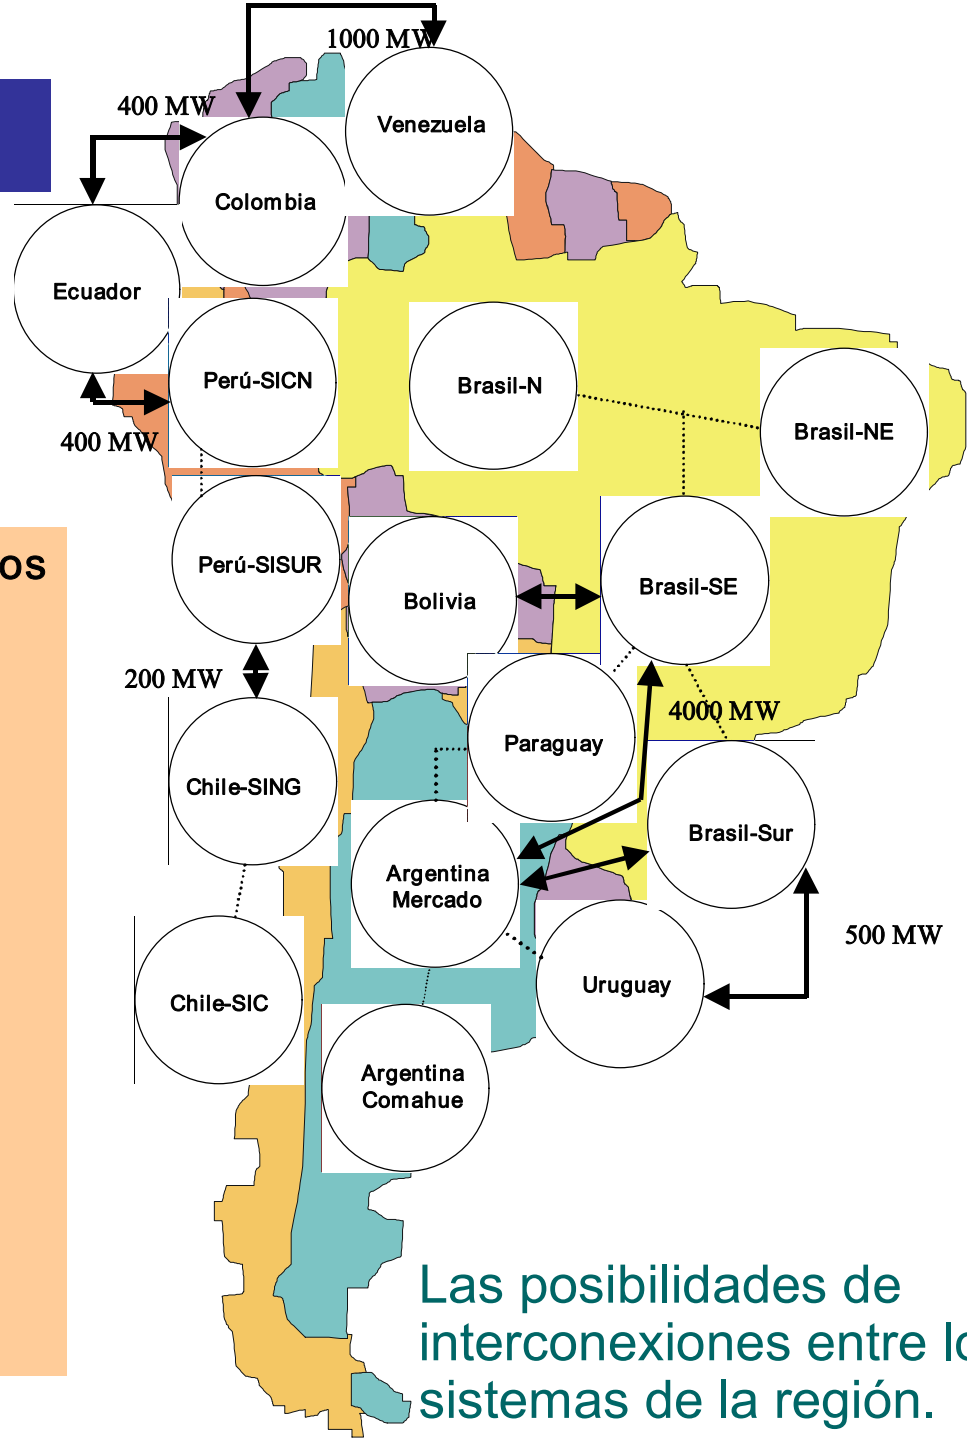 1000 MW
400 MW
Venezuela
Colombia
Ecuador
Perú-SICN
Brasil-N
Brasil-NE
400 MW
OS
Perú-SISUR
Bolivia
Brasil-SE
200 MW
4000 MW
Paraguay
Chile-SING
Brasil-Sur
Argentina
Mercado
500 MW
Uruguay
Chile-SIC
Argentina
Comahue
Las posibilidades de
interconexiones entre lo
sistemas de la región.